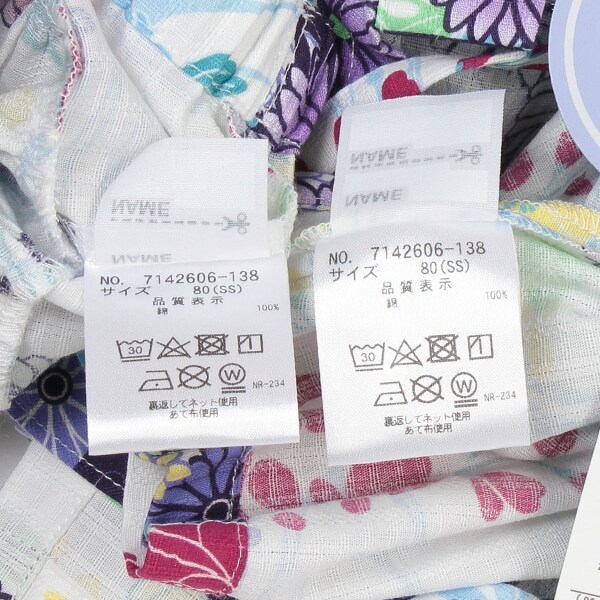 NAME
NAME
NO. 7142606-138
サイズ 80(SS)
品質表示
綿 100%
30
NR-234
裏返してネット使用
あて布使用
NAME
NAME
NO. 7142606-138
サイズ 80(SS)
品質表示
綿 100%
30
NR-234
裏返してネット使用
あて布使用